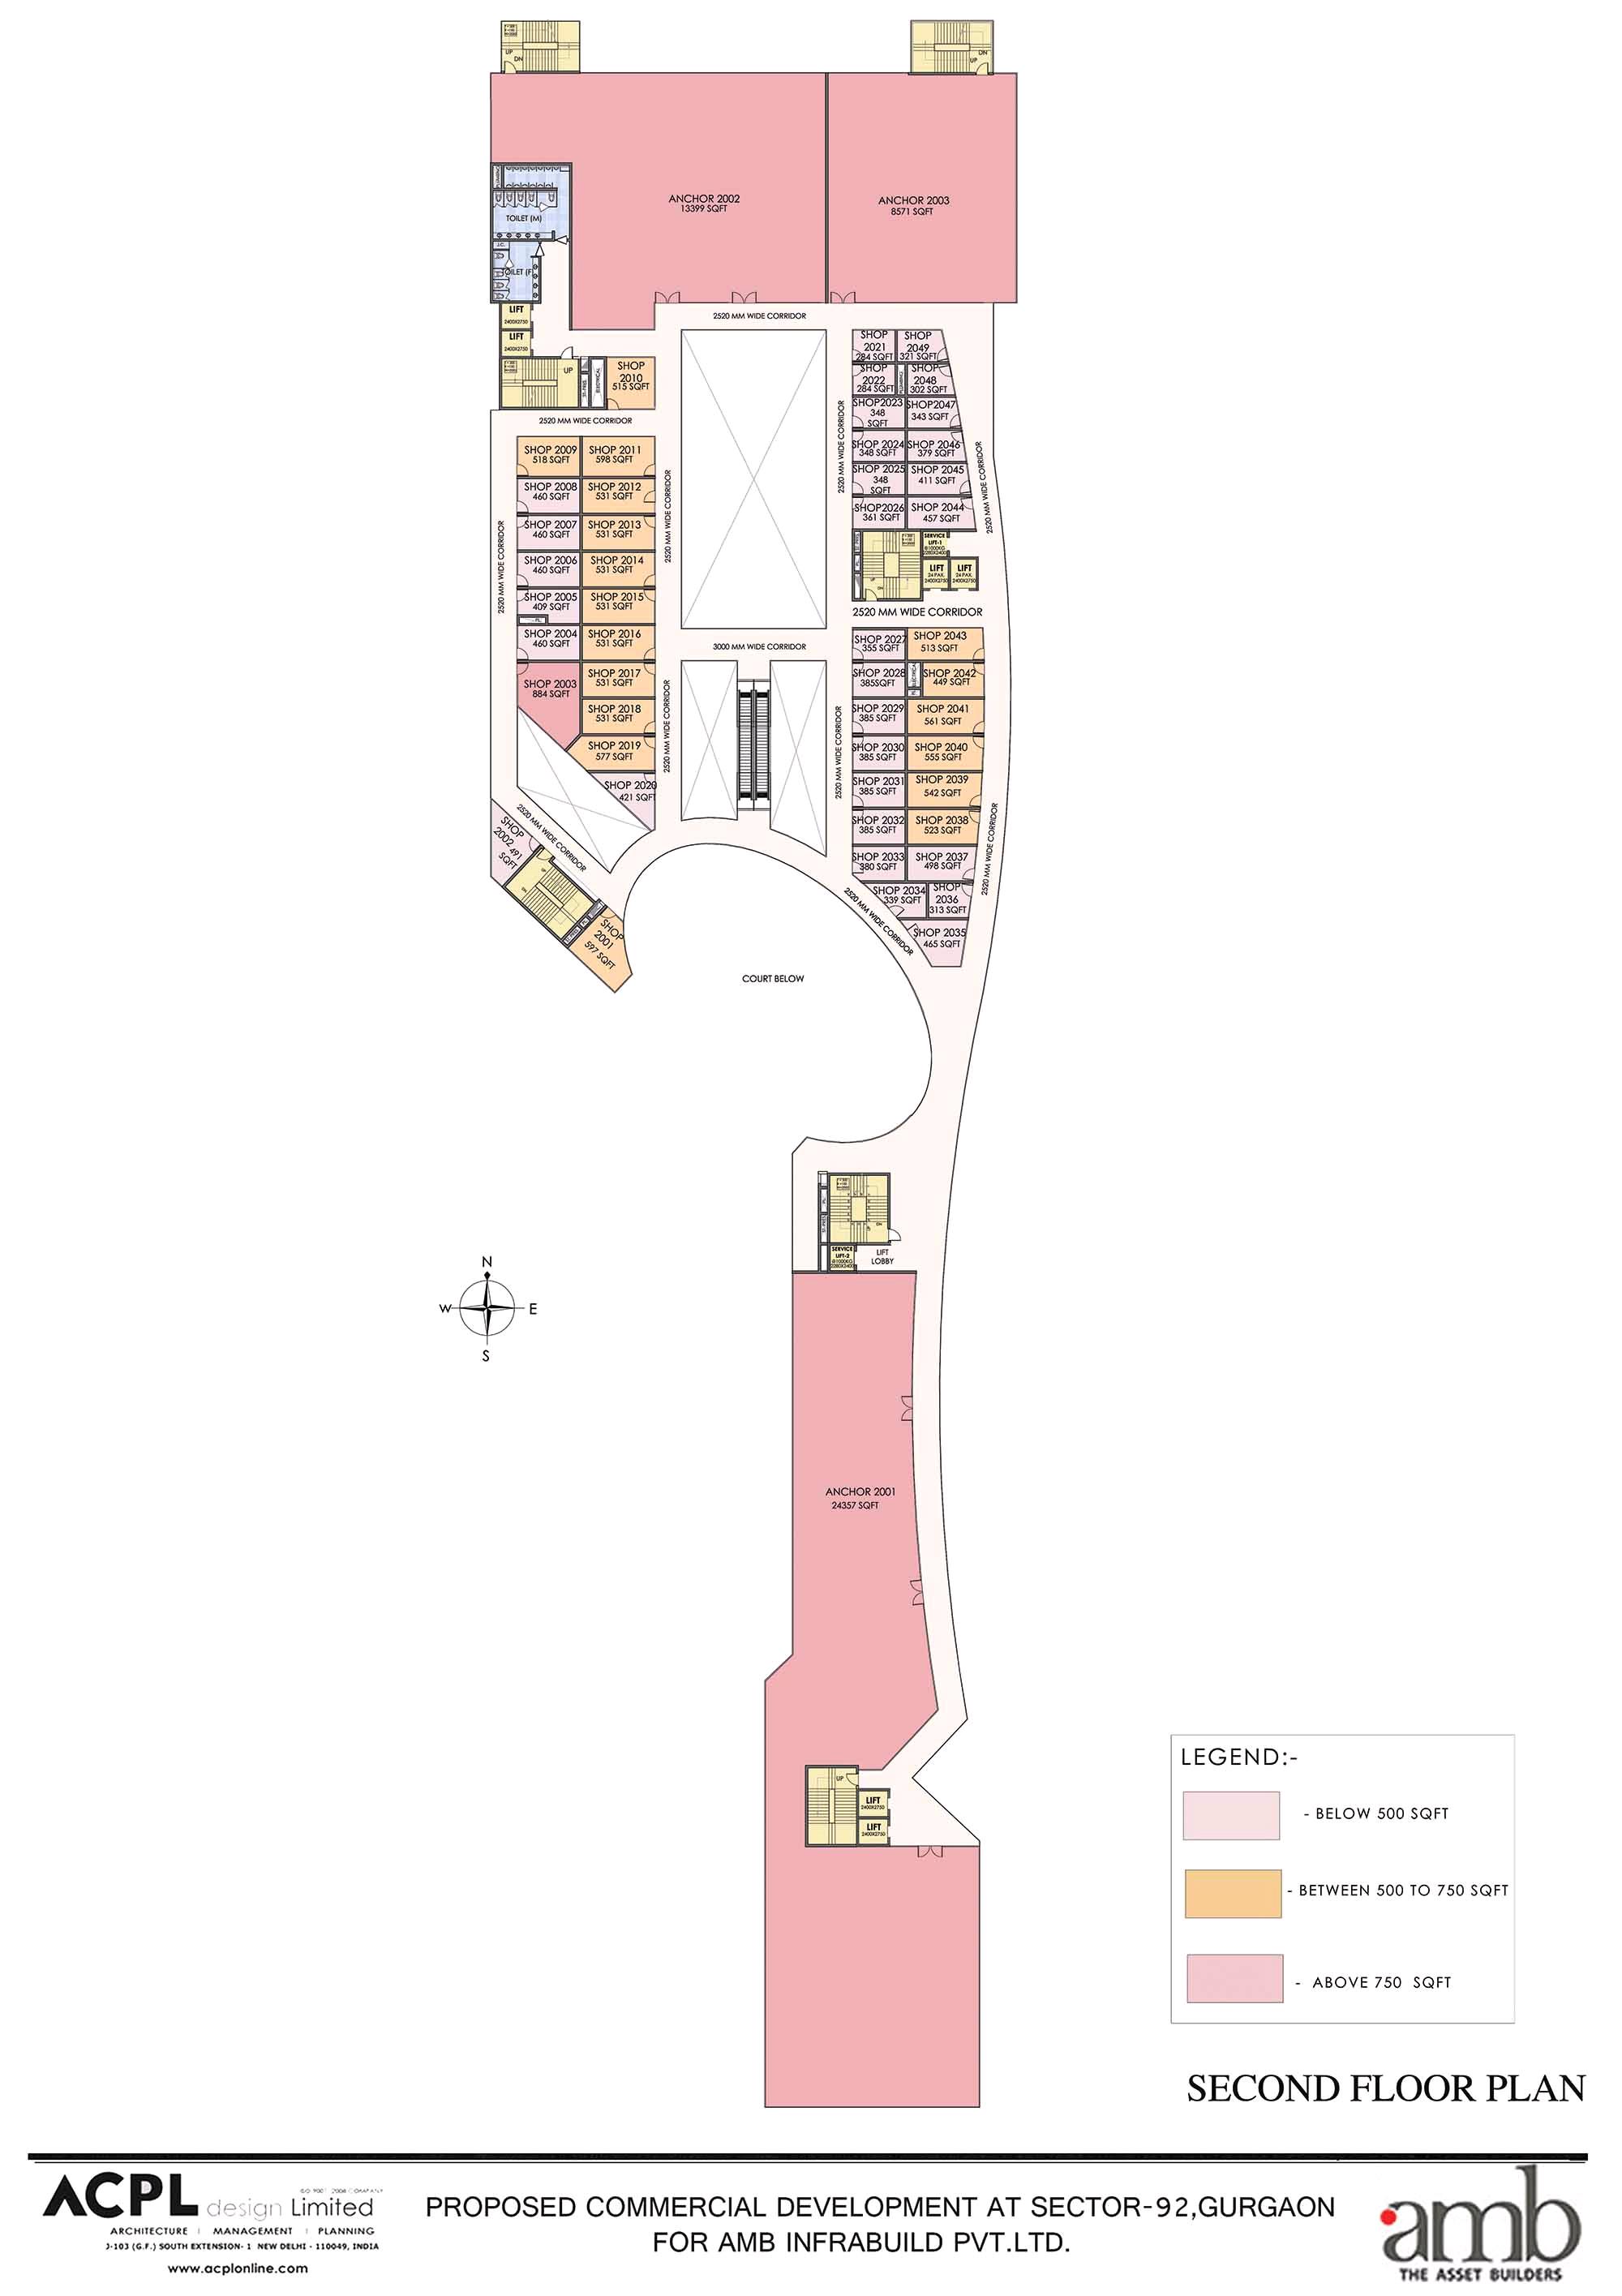 UP
DN
DN
UP
ANCHOR 2002
13399 SQFT
ANCHOR 2003
8571 SQFT
TOILET (M)
TOILET (F)
LIFT
2400X2750
LIFT
2400X2750
UP
ELECTRICAL
SHOP
2010
515 SQFT
2520 MM WIDE CORRIDOR
2520 MM WIDE CORRIDOR
SHOP 2009
518 SQFT
SHOP 2011
598 SQFT
SHOP 2008
460 SQFT
SHOP 2012
531 SQFT
SHOP 2007
460 SQFT
SHOP 2013
531 SQFT
SHOP 2006
460 SQFT
SHOP 2014
531 SQFT
SHOP 2005
409 SQFT
SHOP 2015
531 SQFT
SHOP 2004
460 SQFT
SHOP 2016
531 SQFT
SHOP 2003
884 SQFT
SHOP 2017
531 SQFT
SHOP 2018
531 SQFT
SHOP 2019
577 SQFT
SHOP 2020
421 SQFT
2520 MM WIDE CORRIDOR
2520 MM WIDE CORRIDOR
2520 MM WIDE CORRIDOR
2520 MM WIDE CORRIDOR
SHOP
2002 491
SQFT
SHOP
2001
597 SQFT
3000 MM WIDE CORRIDOR
2520 MM WIDE CORRIDOR
2520 MM WIDE CORRIDOR
SHOP
2021
284 SQFT
SHOP
2049
321 SQFT
SHOP
2022
284 SQFT
SHOP
2048
302 SQFT
SHOP2023
348
SQFT
SHOP2047
343 SQFT
SHOP 2024
348 SQFT
SHOP 2046
379 SQFT
SHOP 2025
348
SQFT
SHOP 2045
411 SQFT
SHOP2026
361 SQFT
SHOP 2044
457 SQFT
2520 MM WIDE CORRIDOR
SERVICE
LIFT-1
LIFT
2400X2750
LIFT
2400X2750
2520 MM WIDE CORRIDOR
SHOP 2027
355 SQFT
SHOP 2043
513 SQFT
SHOP 2028
385SQFT
ELECTRICAL
SHOP 2042
449 SQFT
SHOP 2029
385 SQFT
SHOP 2041
561 SQFT
SHOP 2030
385 SQFT
SHOP 2040
555 SQFT
SHOP 2031
385 SQFT
SHOP 2039
542 SQFT
SHOP 2032
385 SQFT
SHOP 2038
523 SQFT
SHOP 2033
380 SQFT
SHOP 2037
498 SQFT
SHOP 2034
339 SQFT
SHOP
2036
313 SQFT
SHOP 2035
465 SQFT
2520 MM WIDE CORRIDOR
2520 MM WIDE CORRIDOR
COURT BELOW
SERVICE
LIFT-2
LIFT
LOBBY
N
W
E
S
ANCHOR 2001
24357 SQFT
UP
LIFT
2400X2750
LIFT
2400X2750
LEGEND:-
- BELOW 500 SQFT
- BETWEEN 500 TO 750 SQFT
- ABOVE 750 SQFT
SECOND FLOOR PLAN
ACPL design Limited
ARCHITECTURE | MANAGEMENT | PLANNING
J-103 (G.F.) SOUTH EXTENSION- 1 NEW DELHI - 110049, INDIA
www.acplonline.com
PROPOSED COMMERCIAL DEVELOPMENT AT SECTOR-92,GURGAON
FOR AMB INFRABUILD PVT.LTD.
amb
THE ASSET BUILDERS